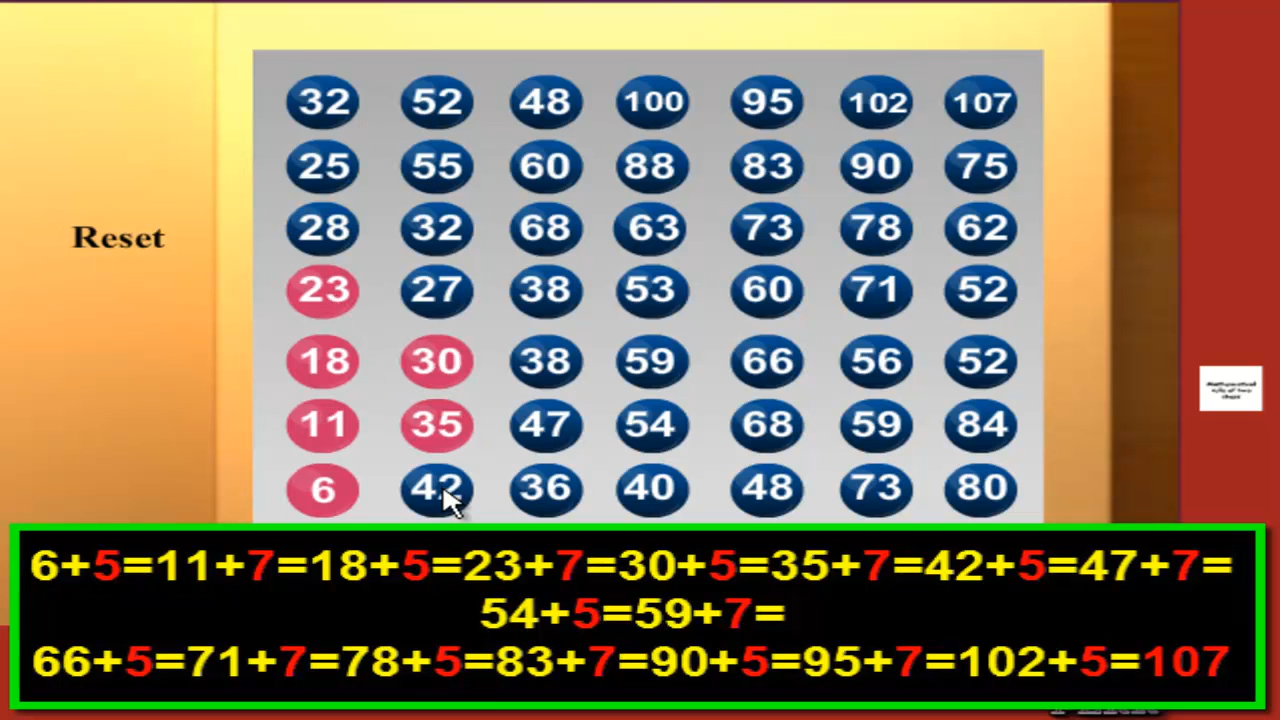 32 52 48 100 95 102 107
25 55 60 88 83 90 75
Reset
28 32 68 63 73 78 62
23 27 38 53 60 71 52
18 30 38 59 66 56 52
11 35 47 54 68 59 84
6 42 36 40 48 73 80
6+5=11+7=18+5=23+7=30+5=35+7=42+5=47+7=
54+5=59+7=
66+5=71+7=78+5=83+7=90+5=95+7=102+5=107